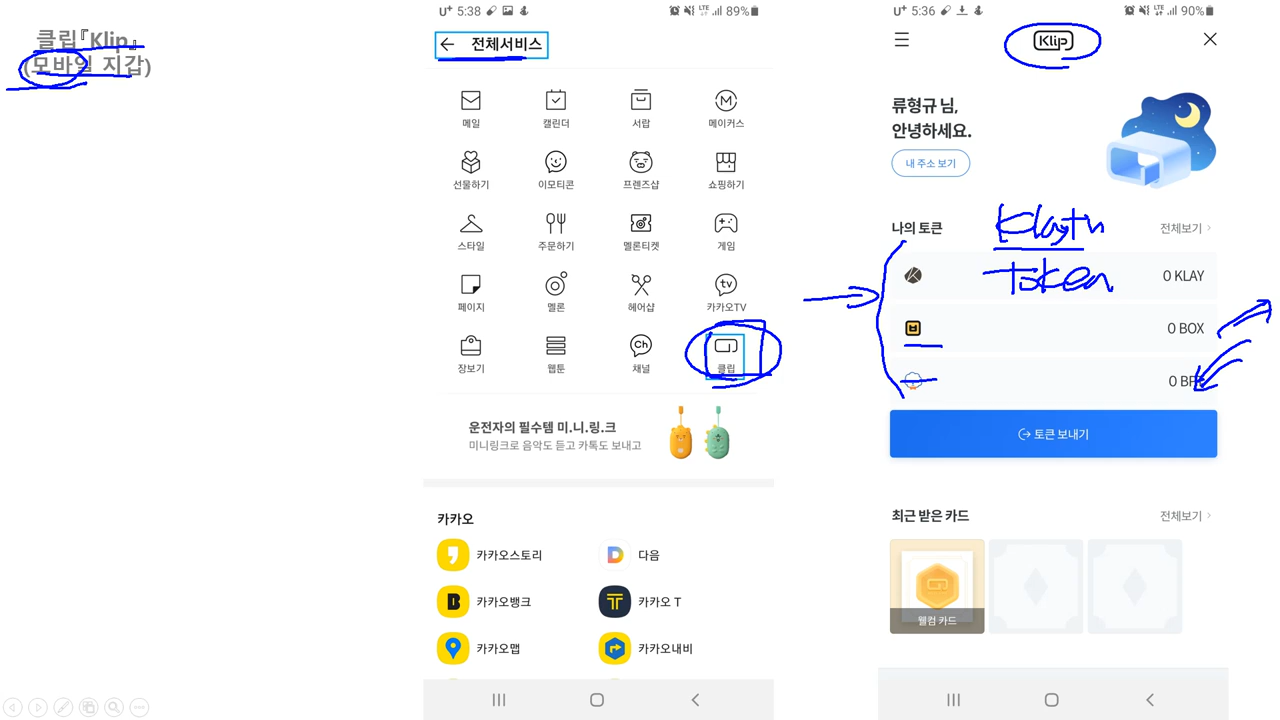 클립『Klip』
(모바일 지갑)
U+ 5:38 LTE 89%
전체서비스
메일 캘린더 서랍 메이커스
선물하기 이모티콘 프렌즈샵 쇼핑하기
스타일 주문하기 멜론티켓 게임
tv
페이지 멜론 헤어샵 카카오TV
Ch
장보기 웹툰 채널 클립
운전자의 필수템 미.니.링.크
미니링크로 음악도 듣고 카톡도 보내고
카카오
카카오스토리 다음
B 카카오뱅크 T 카카오 T
카카오맵 카카오내비
U+ 5:36 LTE 90%
Klip
류형규 님,
안녕하세요.
내 주소 보기
나의 토큰 Klaytn 전체보기
Token 0 KLAY
0 BOX
토큰 보내기
최근 받은 카드 전체보기
웰컴 카드